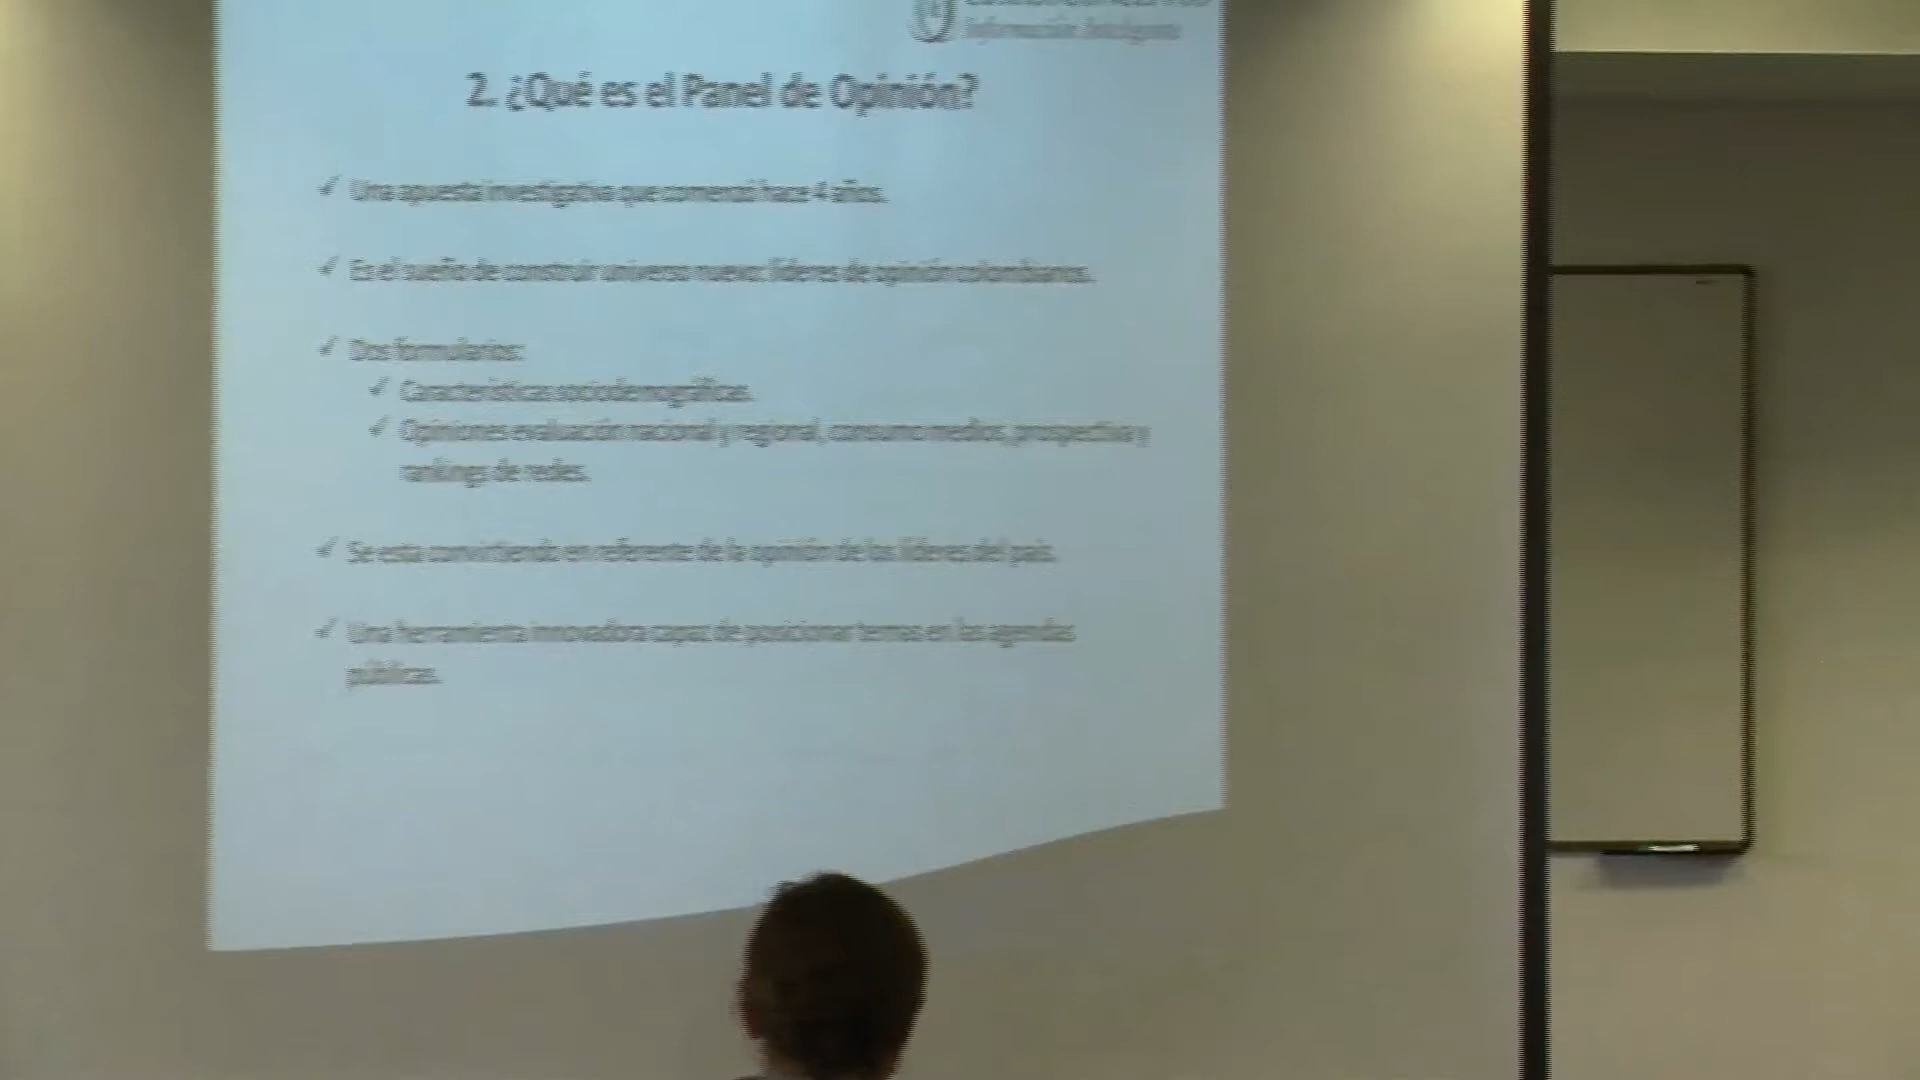 Información Inteligente
2. ¿Qué es el Panel de Opinión?
✓ Una apuesta investigativa que comenzó hace 4 años.
✓ Es el sueño de construir universo nuevos líderes de opinión colombianos.
✓ Dos formularios:
✓ Características sociodemográficas.
✓ Opiniones evaluación nacional y regional, consumo medios, prospectiva y
rankings de redes.
✓ Se esta convirtiendo en referente de la opinión de los líderes del país.
✓ Una herramienta innovadora capaz de posicionar temas en las agendas
públicas.